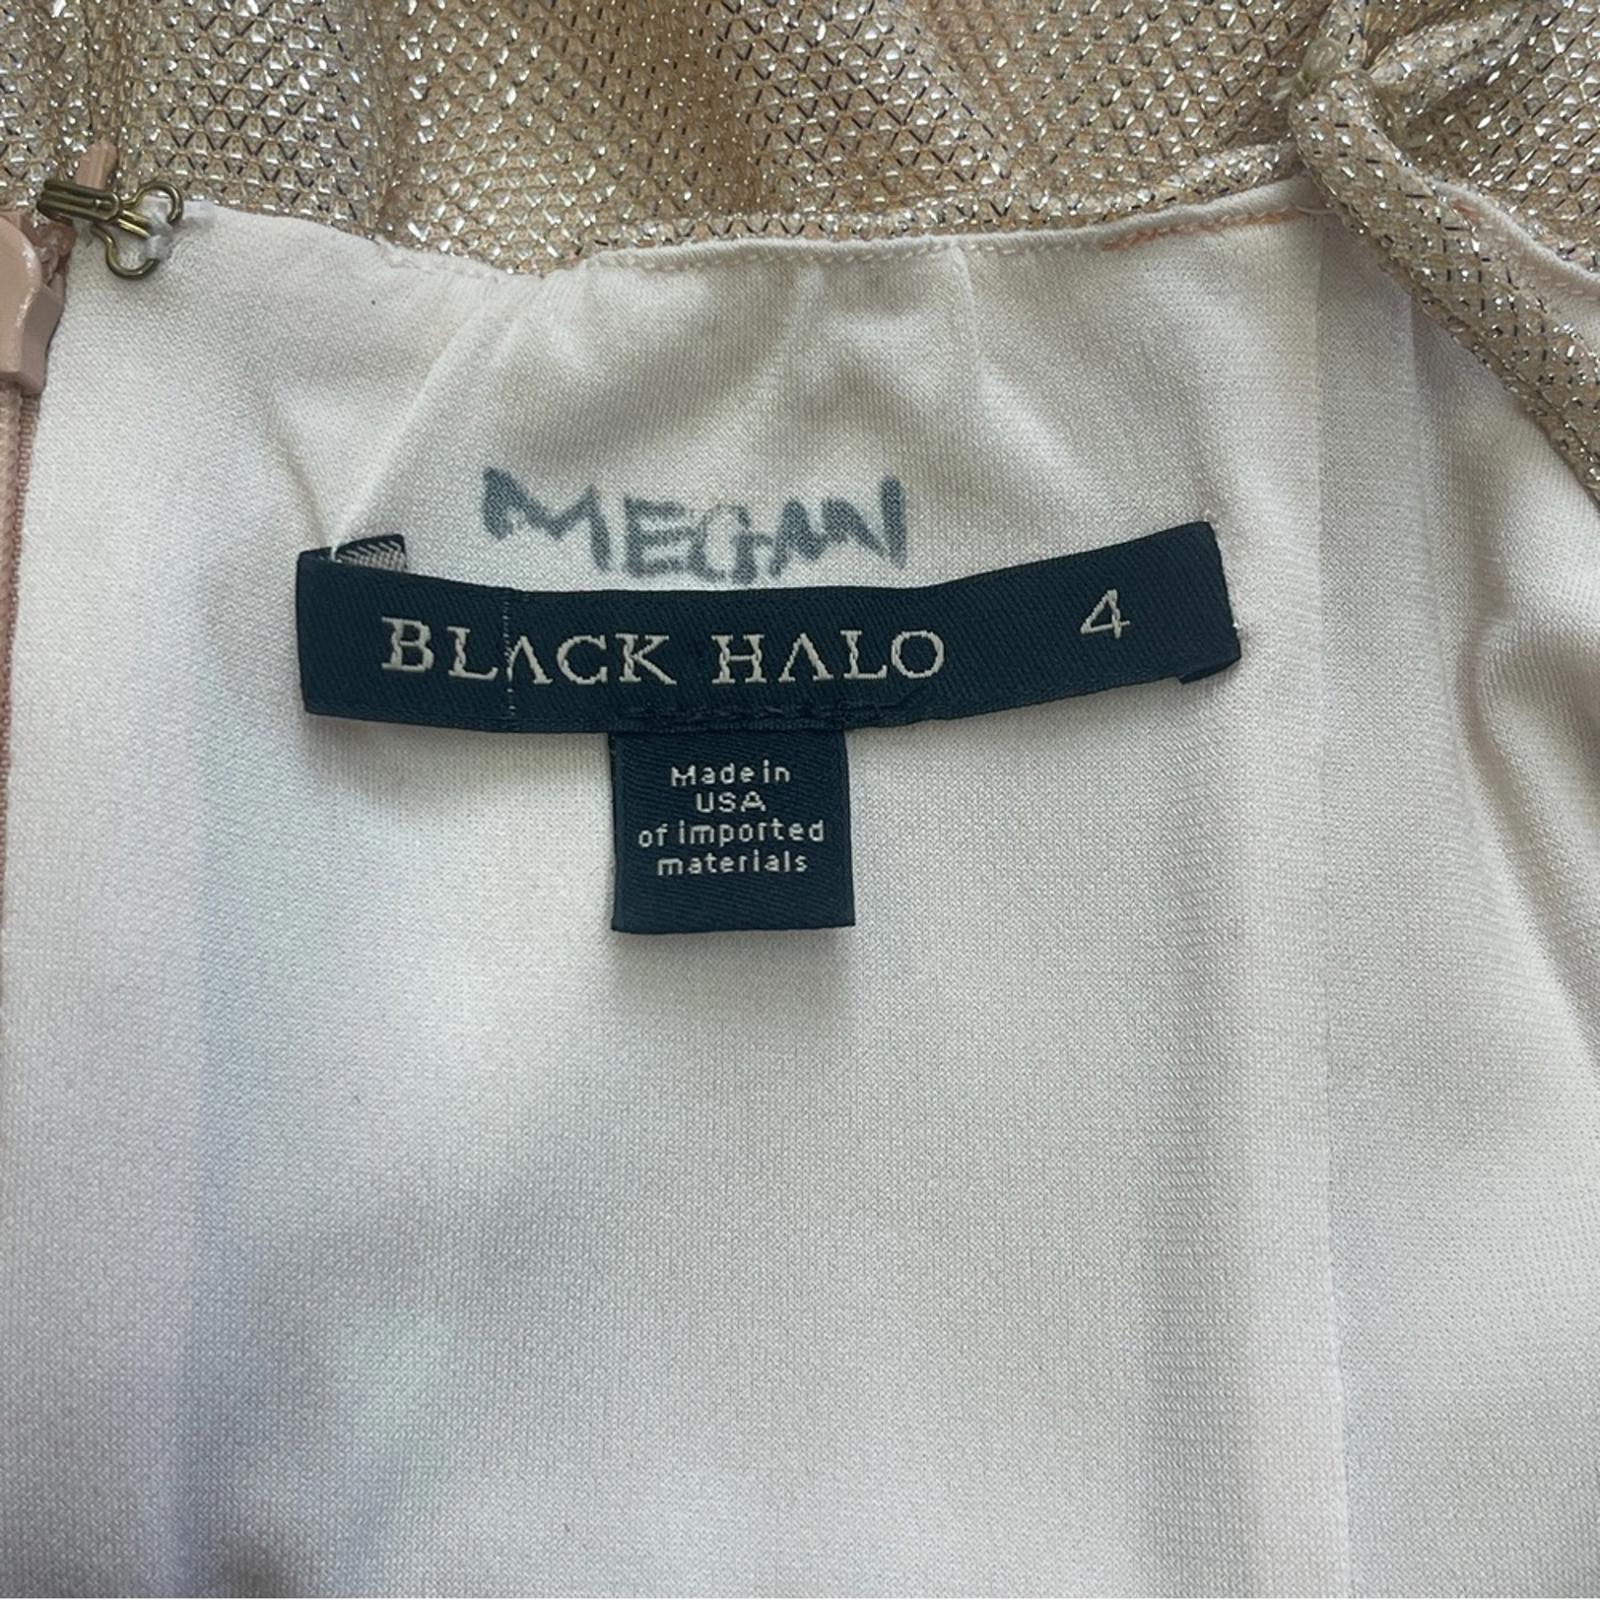 MEGAN
BLACK HALO 4
Made in
USA
of imported
materials